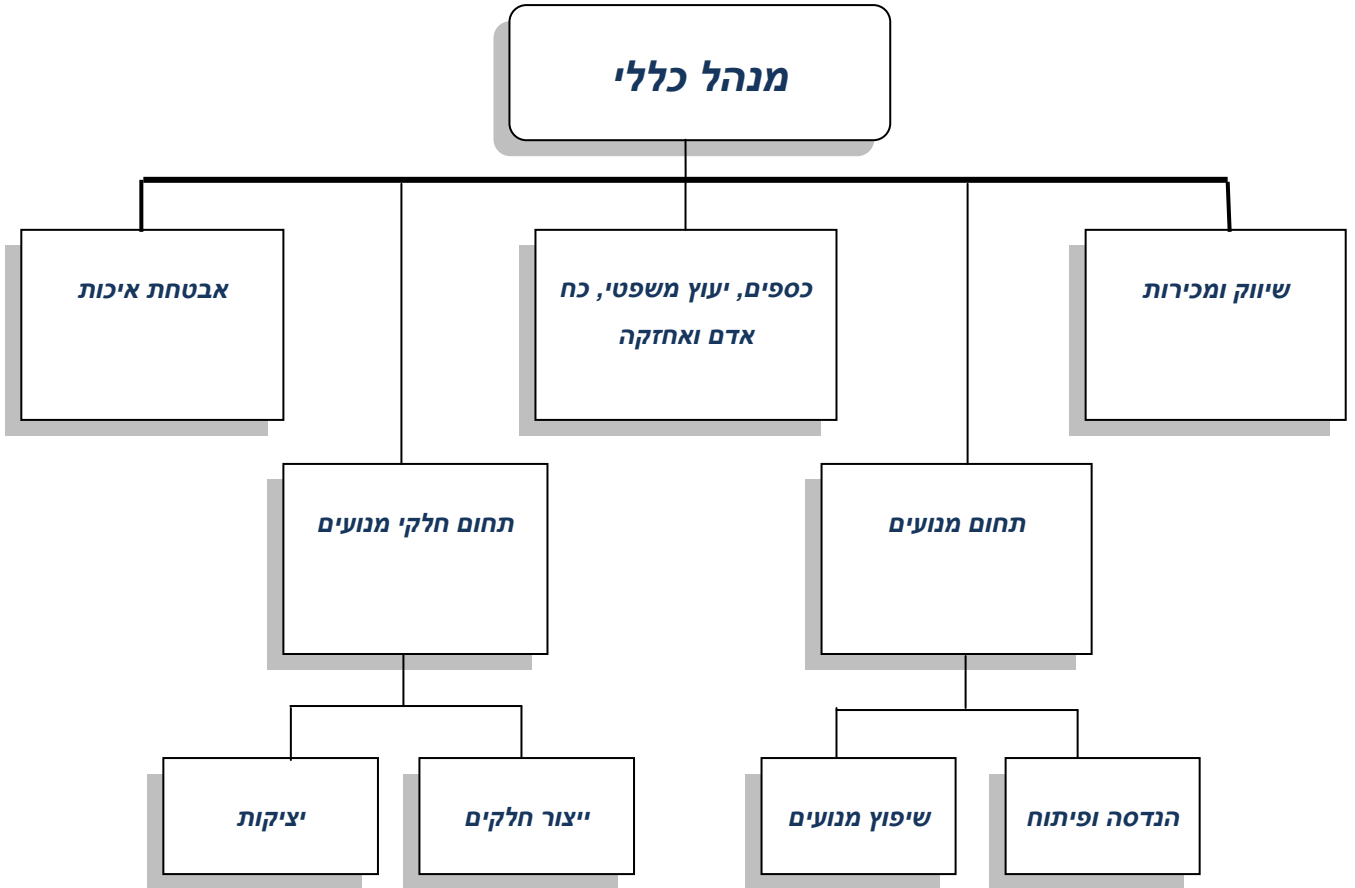 מנהל כללי
שיווק ומכירות
כספים, יעוץ משפטי, כח
אדם ואחזקה
אבטחת איכות
תחום מנועים
תחום חלקי מנועים
הנדסה ופיתוח
שיפוץ מנועים
ייצור חלקים
יציקות